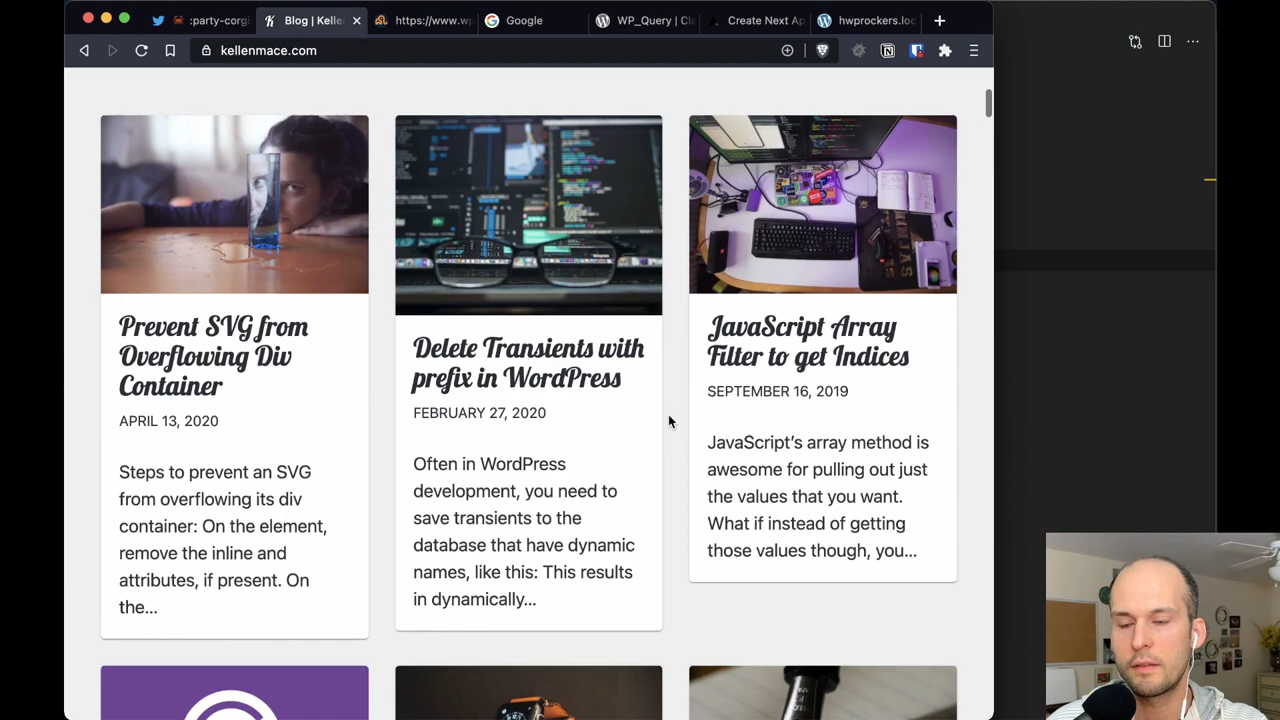 :party-corgi
Blog | Kellen
https://www.wp
Google
WP_Query | Cla
Create Next Ap
hwprockers.loc
kellenmace.com
Prevent SVG from
Overflowing Div
Container
APRIL 13, 2020
Steps to prevent an SVG
from overflowing its div
container: On the element,
remove the inline and
attributes, if present. On
the...
Delete Transients with
prefix in WordPress
FEBRUARY 27, 2020
Often in WordPress
development, you need to
save transients to the
database that have dynamic
names, like this: This results
in dynamically...
JavaScript Array
Filter to get Indices
SEPTEMBER 16, 2019
JavaScript’s array method is
awesome for pulling out just
the values that you want.
What if instead of getting
those values though, you...